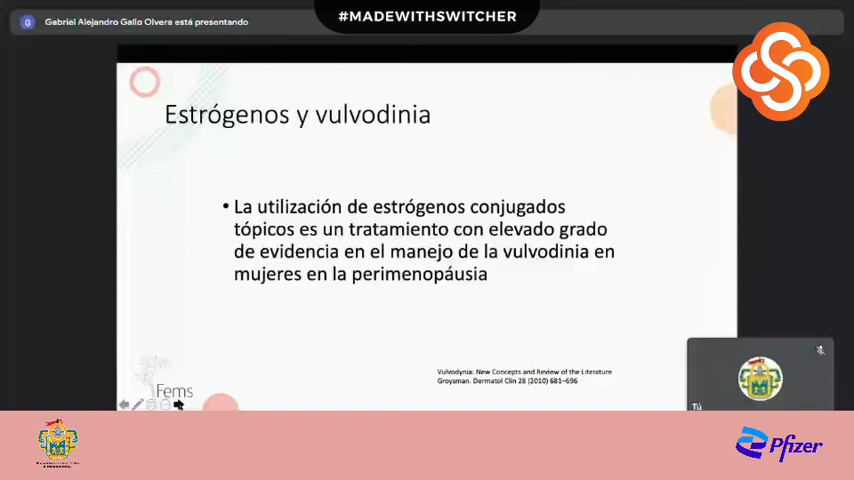 #MADEWITHSWITCHER
G
Gabriel Alejandro Gallo Olvera está presentando
Estrógenos y vulvodinia
• La utilización de estrógenos conjugados
tópicos es un tratamiento con elevado grado
de evidencia en el manejo de la vulvodinia en
mujeres en la perimenopáusia
Vulvodynia: New Concepts and Review of the Literature
Groysman. Dermatol Clin 28 (2010) 681–696
Fems
Tú
Pfizer